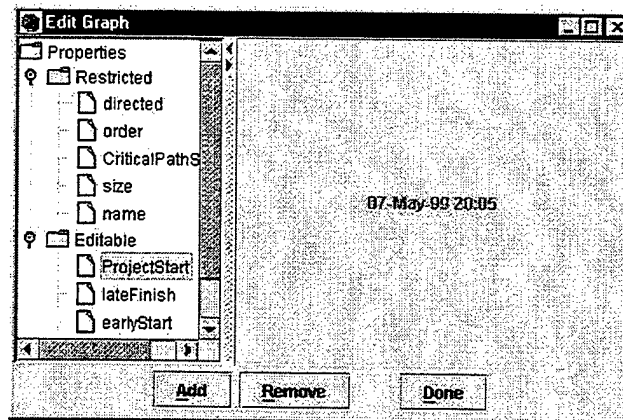 Edit Graph
Properties
Restricted
directed
order
CriticalPathS
size
name
Editable
ProjectStart
lateFinish
earlyStart
07-May-99 20:05
Add Remove Done